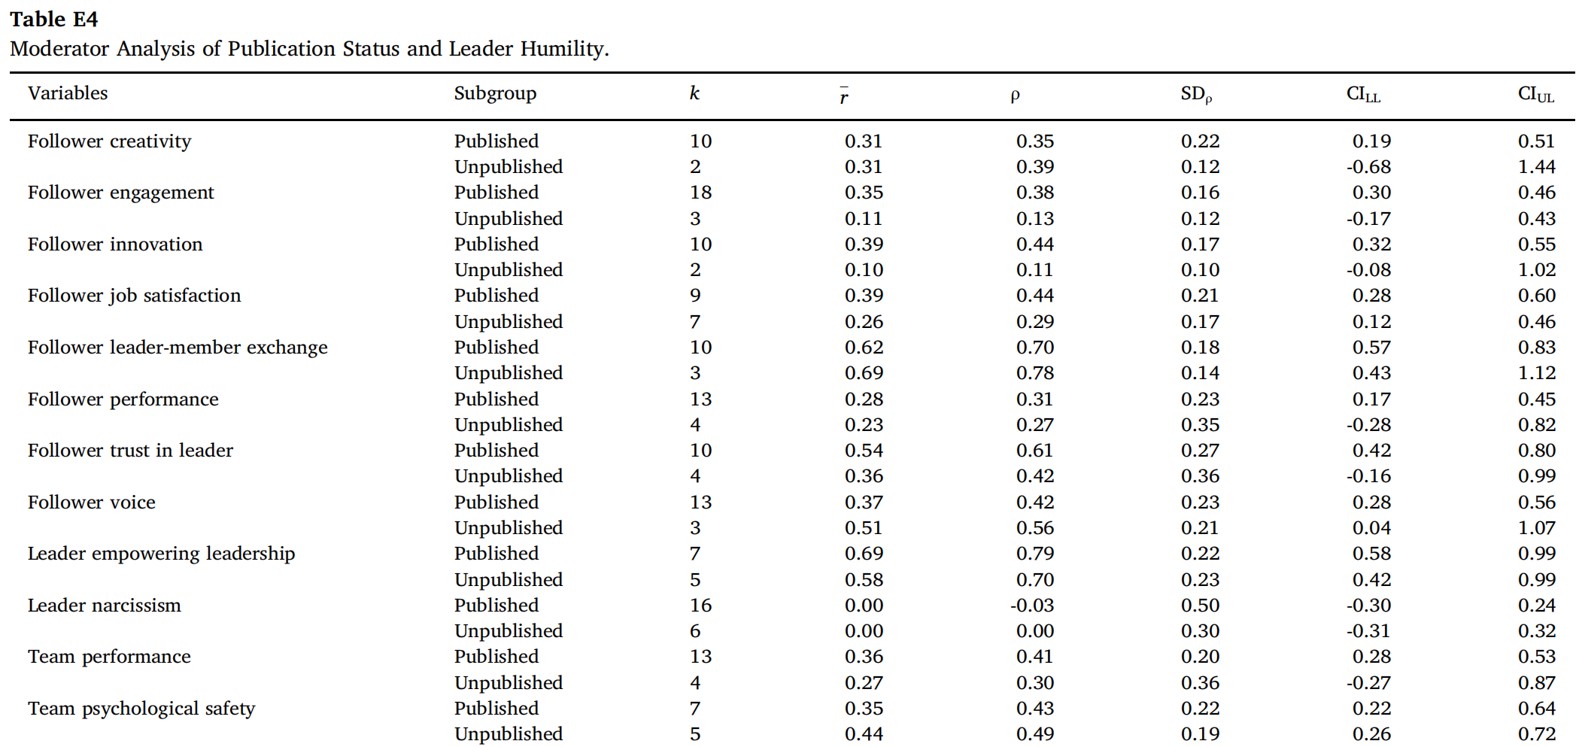 Table E4
Moderator Analysis of Publication Status and Leader Humility.
Variables Subgroup k r̄ ρ SDρ CILL CIUL
Follower creativity Published 10 0.31 0.35 0.22 0.19 0.51
Unpublished 2 0.31 0.39 0.12 -0.68 1.44
Follower engagement Published 18 0.35 0.38 0.16 0.30 0.46
Unpublished 3 0.11 0.13 0.12 -0.17 0.43
Follower innovation Published 10 0.39 0.44 0.17 0.32 0.55
Unpublished 2 0.10 0.11 0.10 -0.08 1.02
Follower job satisfaction Published 9 0.39 0.44 0.21 0.28 0.60
Unpublished 7 0.26 0.29 0.17 0.12 0.46
Follower leader-member exchange Published 10 0.62 0.70 0.18 0.57 0.83
Unpublished 3 0.69 0.78 0.14 0.43 1.12
Follower performance Published 13 0.28 0.31 0.23 0.17 0.45
Unpublished 4 0.23 0.27 0.35 -0.28 0.82
Follower trust in leader Published 10 0.54 0.61 0.27 0.42 0.80
Unpublished 4 0.36 0.42 0.36 -0.16 0.99
Follower voice Published 13 0.37 0.42 0.23 0.28 0.56
Unpublished 3 0.51 0.56 0.21 0.04 1.07
Leader empowering leadership Published 7 0.69 0.79 0.22 0.58 0.99
Unpublished 5 0.58 0.70 0.23 0.42 0.99
Leader narcissism Published 16 0.00 -0.03 0.50 -0.30 0.24
Unpublished 6 0.00 0.00 0.30 -0.31 0.32
Team performance Published 13 0.36 0.41 0.20 0.28 0.53
Unpublished 4 0.27 0.30 0.36 -0.27 0.87
Team psychological safety Published 7 0.35 0.43 0.22 0.22 0.64
Unpublished 5 0.44 0.49 0.19 0.26 0.72